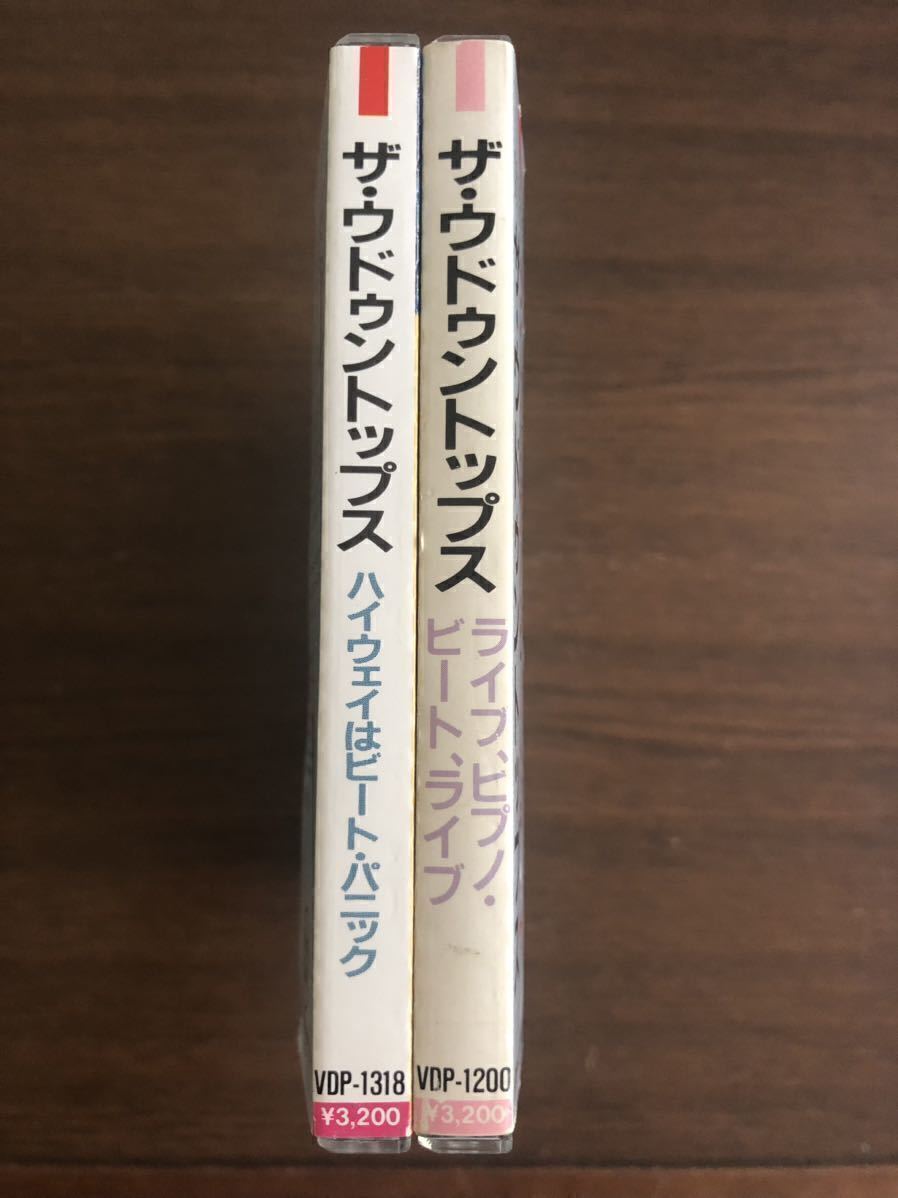 ザ・ウドゥントップス
ハイウェイはビート・パニック
VDP-1318
¥3,200
ザ・ウドゥントップス
ライブ、ヒプノ・
ビート、ライブ
VDP-1200
¥3,200